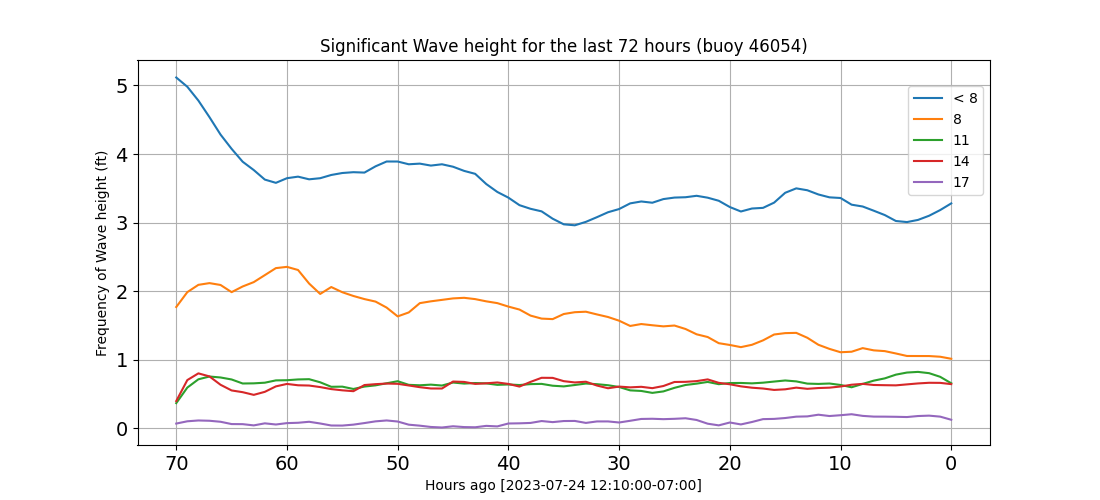 Significant Wave height for the last 72 hours (buoy 46054)
Frequency of Wave height (ft)
5
4
3
2
1
0
< 8
8
11
14
17
70 60 50 40 30 20 10 0
Hours ago [2023-07-24 12:10:00-07:00]